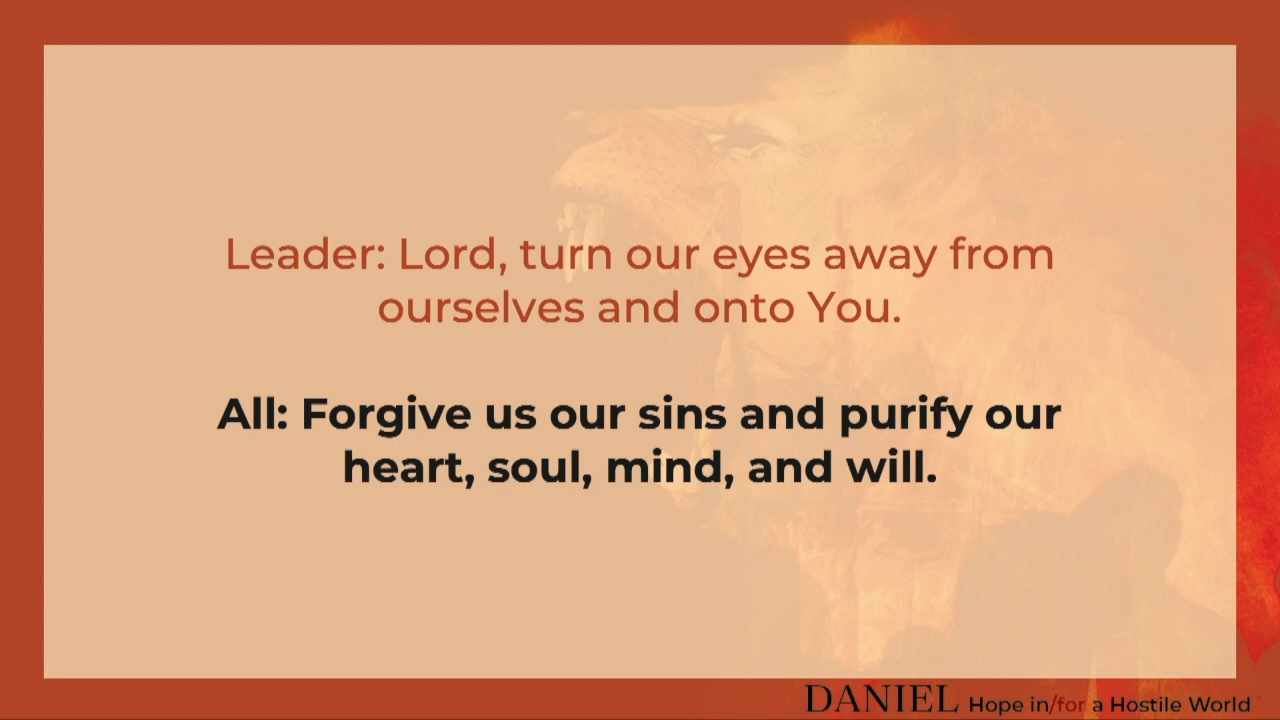 Leader: Lord, turn our eyes away from
ourselves and onto You.
All: Forgive us our sins and purify our
heart, soul, mind, and will.
DANIEL Hope in/for a Hostile World